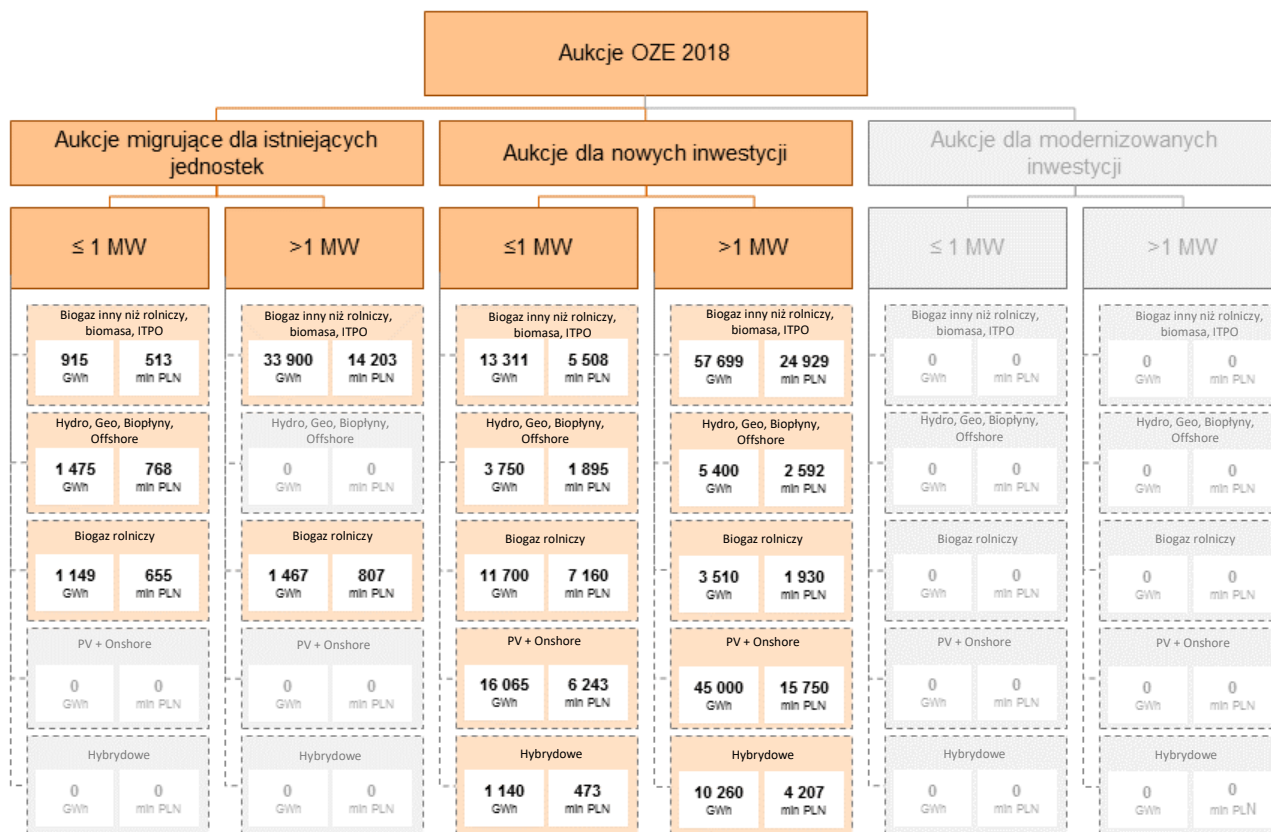 Aukcje OZE 2018
Aukcje migrujące dla istniejących
jednostek
≤ 1 MW
Biogaz inny niż rolniczy,
biomasa, ITPO
915 513
GWh mln PLN
Hydro, Geo, Biopłyny,
Offshore
1 475 768
GWh mln PLN
Biogaz rolniczy
1 149 655
GWh mln PLN
PV + Onshore
0 0
GWh mln PLN
Hybrydowe
0 0
GWh mln PLN
>1 MW
Biogaz inny niż rolniczy,
biomasa, ITPO
33 900 14 203
GWh mln PLN
Hydro, Geo, Biopłyny,
Offshore
0 0
GWh mln PLN
Biogaz rolniczy
1 467 807
GWh mln PLN
PV + Onshore
0 0
GWh mln PLN
Hybrydowe
0 0
GWh mln PLN
Aukcje dla nowych inwestycji
≤1 MW
Biogaz inny niż rolniczy,
biomasa, ITPO
13 311 5 508
GWh mln PLN
Hydro, Geo, Biopłyny,
Offshore
3 750 1 895
GWh mln PLN
Biogaz rolniczy
11 700 7 160
GWh mln PLN
PV + Onshore
16 065 6 243
GWh mln PLN
Hybrydowe
1 140 473
GWh mln PLN
>1 MW
Biogaz inny niż rolniczy,
biomasa, ITPO
57 699 24 929
GWh mln PLN
Hydro, Geo, Biopłyny,
Offshore
5 400 2 592
GWh mln PLN
Biogaz rolniczy
3 510 1 930
GWh mln PLN
PV + Onshore
45 000 15 750
GWh mln PLN
Hybrydowe
10 260 4 207
GWh mln PLN
Aukcje dla modernizowanych
inwestycji
≤ 1 MW
Biogaz inny niż rolniczy,
biomasa, ITPO
0 0
GWh mln PLN
Hydro, Geo, Biopłyny,
Offshore
0 0
GWh mln PLN
Biogaz rolniczy
0 0
GWh mln PLN
PV + Onshore
0 0
GWh mln PLN
Hybrydowe
0 0
GWh mln PLN
>1 MW
Biogaz inny niż rolniczy,
biomasa, ITPO
0 0
GWh mln PLN
Hydro, Geo, Biopłyny,
Offshore
0 0
GWh mln PLN
Biogaz rolniczy
0 0
GWh mln PLN
PV + Onshore
0 0
GWh mln PLN
Hybrydowe
0 0
GWh mln PLN